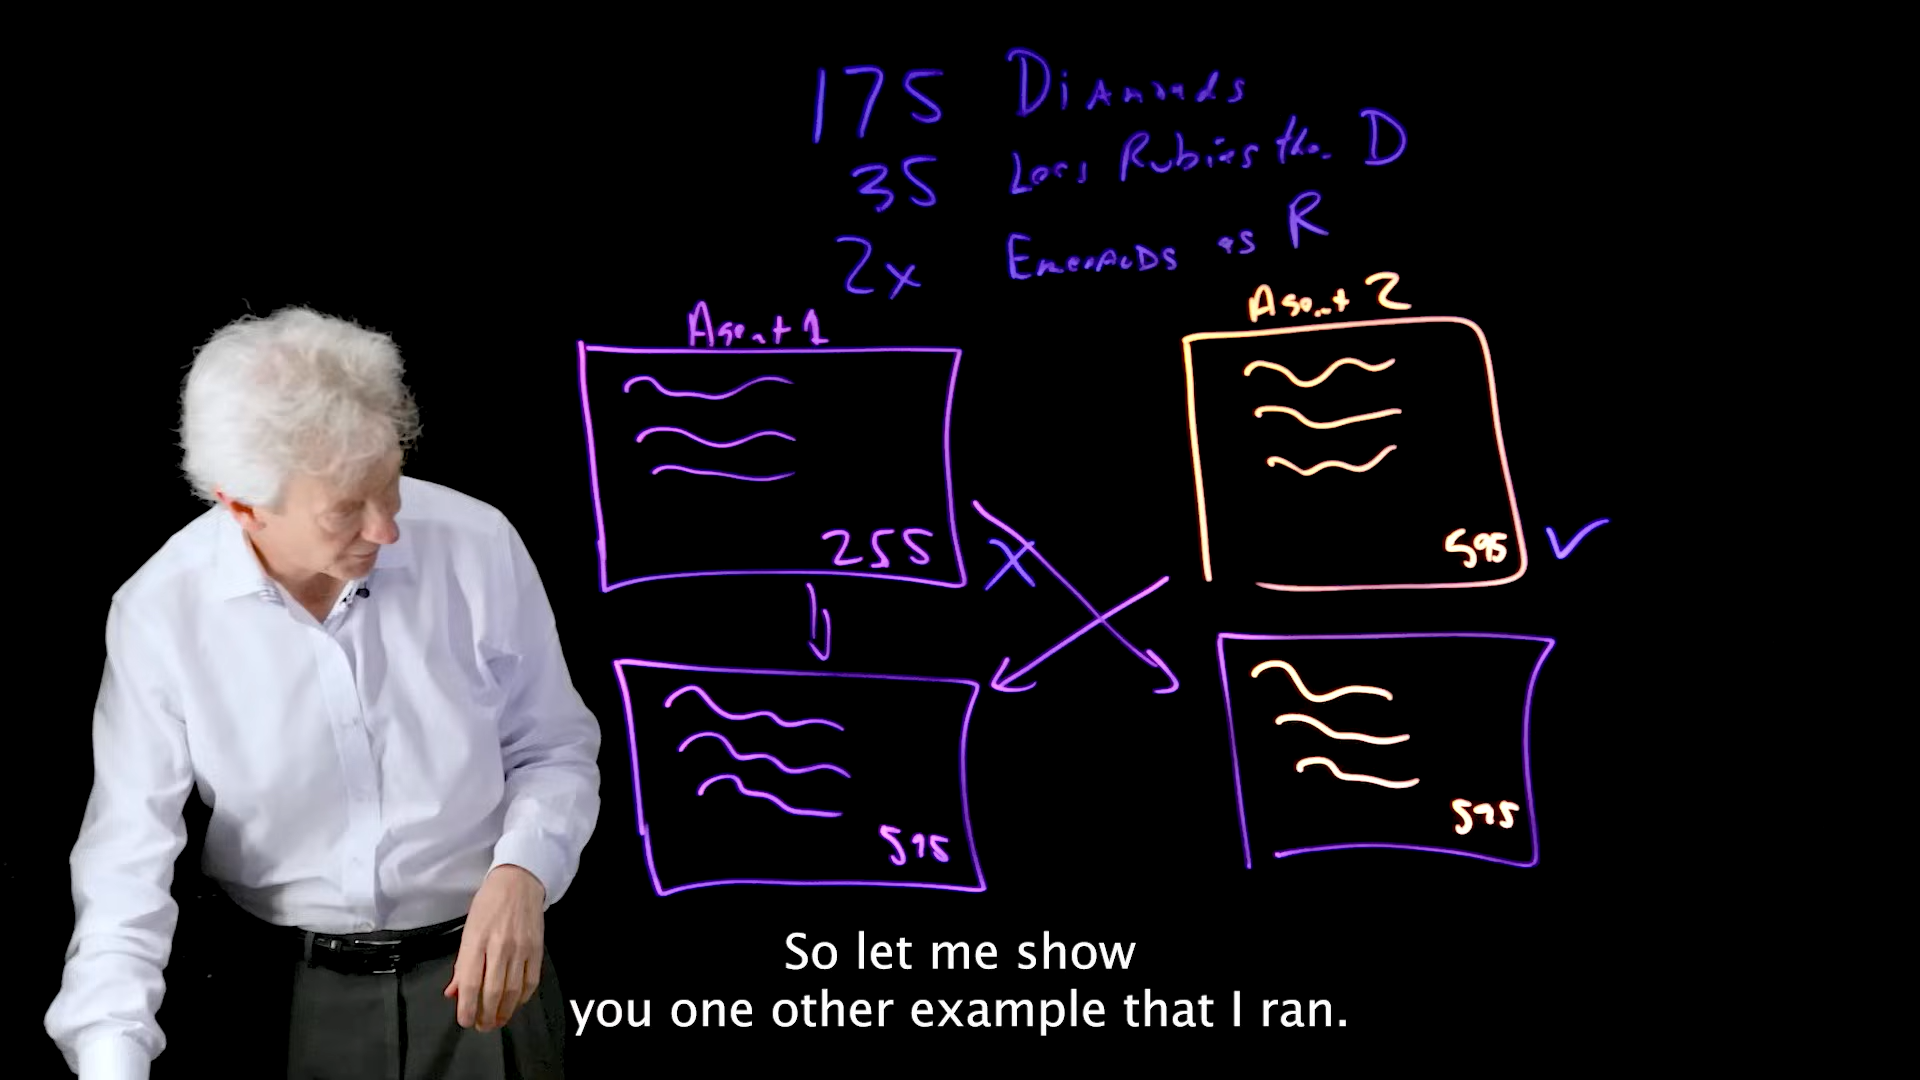 175 Diamonds
35 Less Rubies than D
2x Emeralds as R
Agent 1
Agent 2
255
X
595
✓
595
595
So let me show
you one other example that I ran.